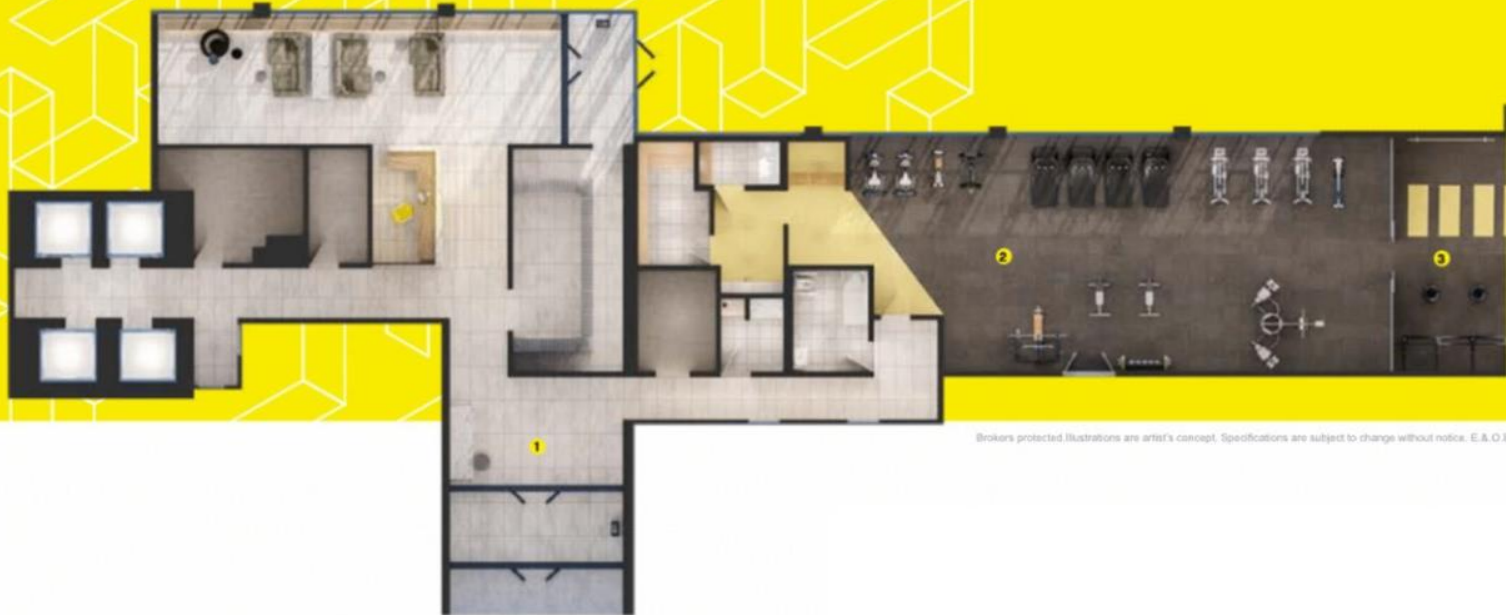 2
3
1
Brokers protected.Illustrations are artist's concept. Specifications are subject to change without notice. E.&.O.E